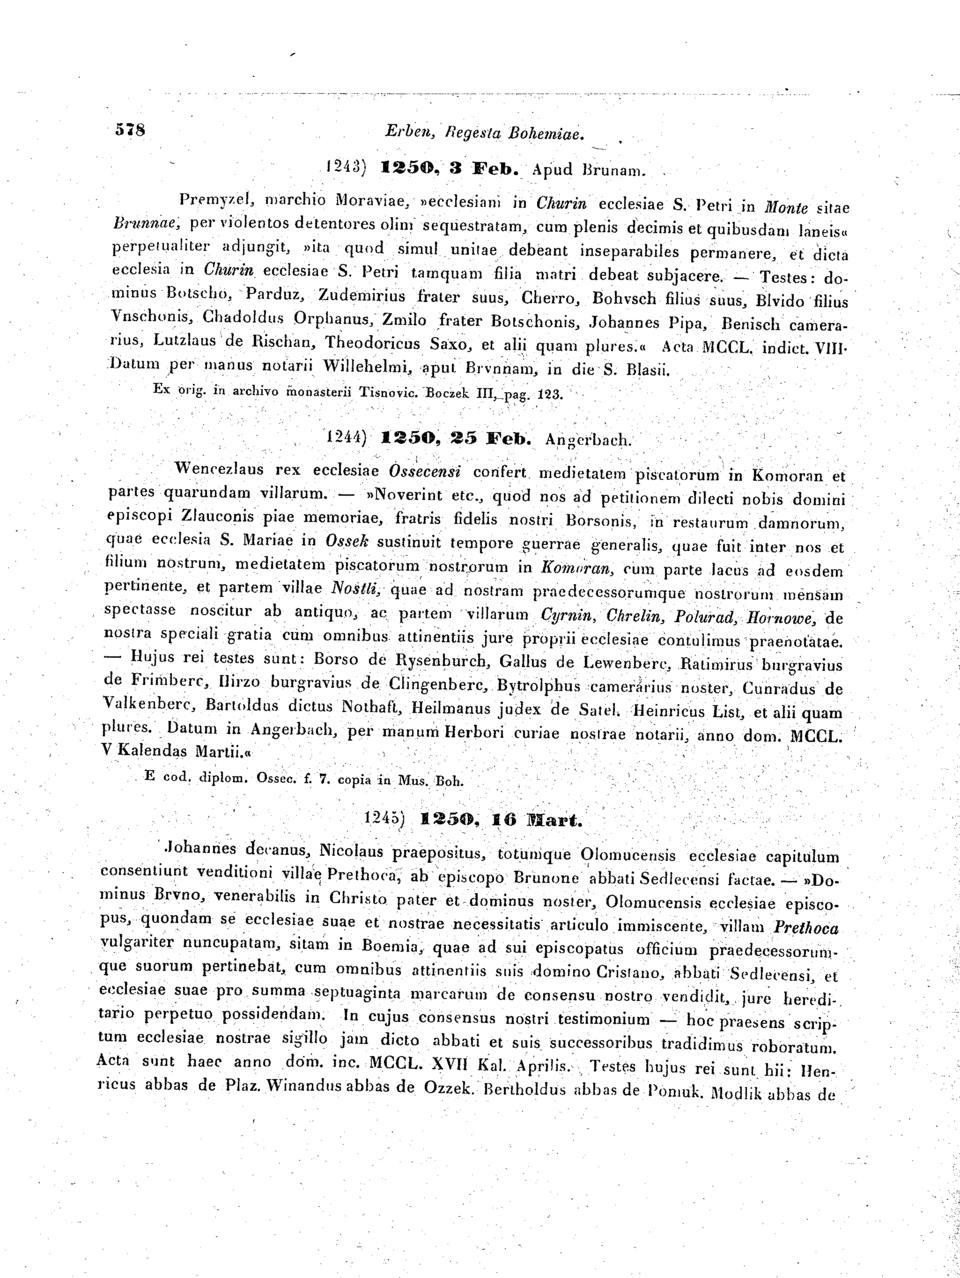 578 Erben, Regesta Bohemiae.
1243) 1250, 3 Feb. Apud Brunam.
Premyzel, marchio Moraviae, »ecclesiam in Churin ecclesiae S. Petri in Monte sitae
Brunnae, per violentos detentores olim sequestratam, cum plenis decimis et quibusdam laneis«
perpetualiter adjungit, »ita quod simul unitae debeant inseparabiles permanere, et dicta
ecclesia in Churin ecclesiae S. Petri tamquam filia matri debeat subjacere. — Testes: do-
minus Botscho, Parduz, Zudemirius frater suus, Cherro, Bohvsch filius suus, Blvido filius
Vnschonis, Chadoldus Orphanus, Zmilo frater Botschonis, Johannes Pipa, Benisch camera-
rius, Lutzlaus de Rischan, Theodoricus Saxo, et alii quam plures.« Acta MCCL. indict. VIII.
Datum per manus notarii Willehelmi, aput Brvnnam, in die S. Blasii.
Ex orig. in archivo monasterii Tisnovic. Boczek III, pag. 123.
1244) 1250, 25 Feb. Angerbach.
Wencezlaus rex ecclesiae Ossecensi confert medietatem piscatorum in Komoran et
partes quarundam villarum. — »Noverint etc., quod nos ad petitionem dilecti nobis domini
episcopi Zlauconis piae memoriae, fratris fidelis nostri Borsonis, in restaurum damnorum,
quae ecclesia S. Mariae in Ossek sustinuit tempore guerrae generalis, quae fuit inter nos et
filium nostrum, medietatem piscatorum nostrorum in Komoran, cum parte lacus ad eosdem
pertinente, et partem villae Nostli, quae ad nostram praedecessorumque nostrorum mensam
spectasse noscitur ab antiquo, ac partem villarum Cyrnin, Chrelin, Polurad, Hornowe, de
nostra speciali gratia cum omnibus attinentiis jure proprii ecclesiae contulimus praenotatae.
— Hujus rei testes sunt: Borso de Rysenburch, Gallus de Lewenberc, Ratimirus burgravius
de Frimberc, Hirzo burgravius de Clingenberc, Bytrolphus camerarius noster, Cunradus de
Valkenberc, Bartoldus dictus Nothaft, Heilmanus judex de Satek Heinricus List, et alii quam
plures. Datum in Angerbach, per manum Herbori curiae nostrae notarii, anno dom. MCCL.
V Kalendas Martii.«
E cod. diplom. Ossec. f. 7. copia in Mus. Boh.
1245) 1250, 16 Mart.
Johannes decanus, Nicolaus praepositus, totumque Olomucensis ecclesiae capitulum
consentiunt venditioni villae Prethoca, ab episcopo Brunone abbati Sedlecensi factae. — »Do-
minus Brvno, venerabilis in Christo pater et dominus noster, Olomucensis ecclesiae episco-
pus, quondam se ecclesiae suae et nostrae necessitatis articulo immiscente, villam Prethoca
vulgariter nuncupatam, sitam in Boemia, quae ad sui episcopatus officium praedecessorum-
que suorum pertinebat, cum omnibus attinentiis suis domino Cristano, abbati Sedlecensi, et
ecclesiae suae pro summa septuaginta marcarum de consensu nostro vendidit, jure heredi-
tario perpetuo possidendam. In cujus consensus nostri testimonium — hoc praesens scrip-
tum ecclesiae nostrae sigillo jam dicto abbati et suis successoribus tradidimus roboratum.
Acta sunt haec anno dom. inc. MCCL. XVII Kal. Aprilis. Testes hujus rei sunt hii: Hen-
ricus abbas de Plaz. Winandus abbas de Ozzek. Bertholdus abbas de Pomuk. Modlik abbas de